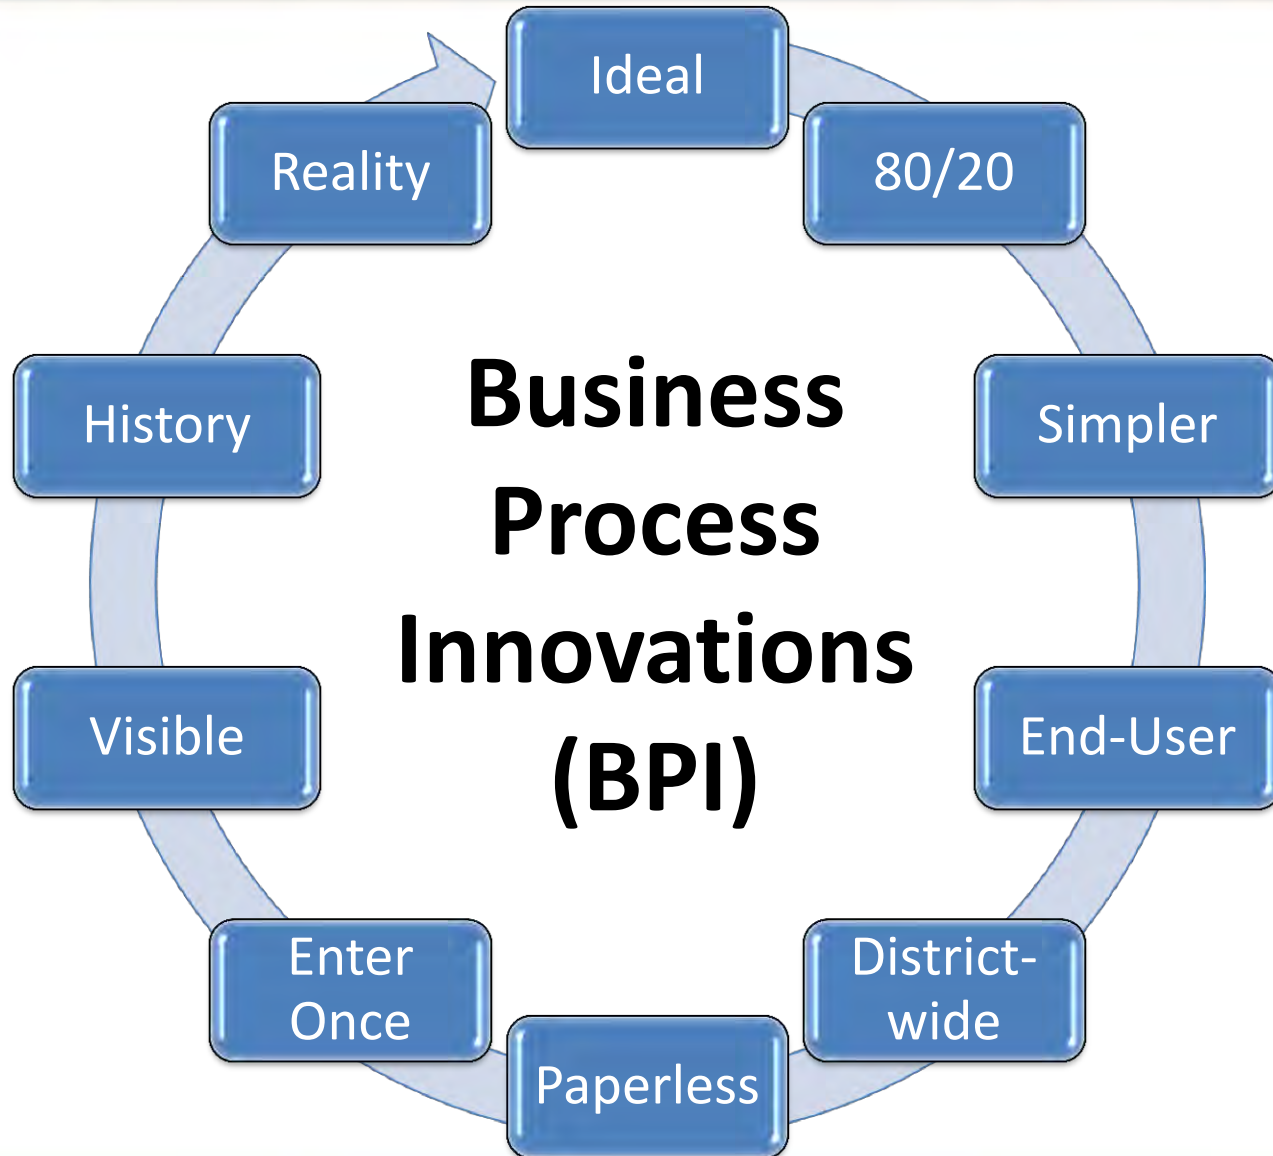 Ideal
80/20
Simpler
End-User
District-
wide
Paperless
Enter
Once
Visible
History
Reality
Business
Process
Innovations
(BPI)